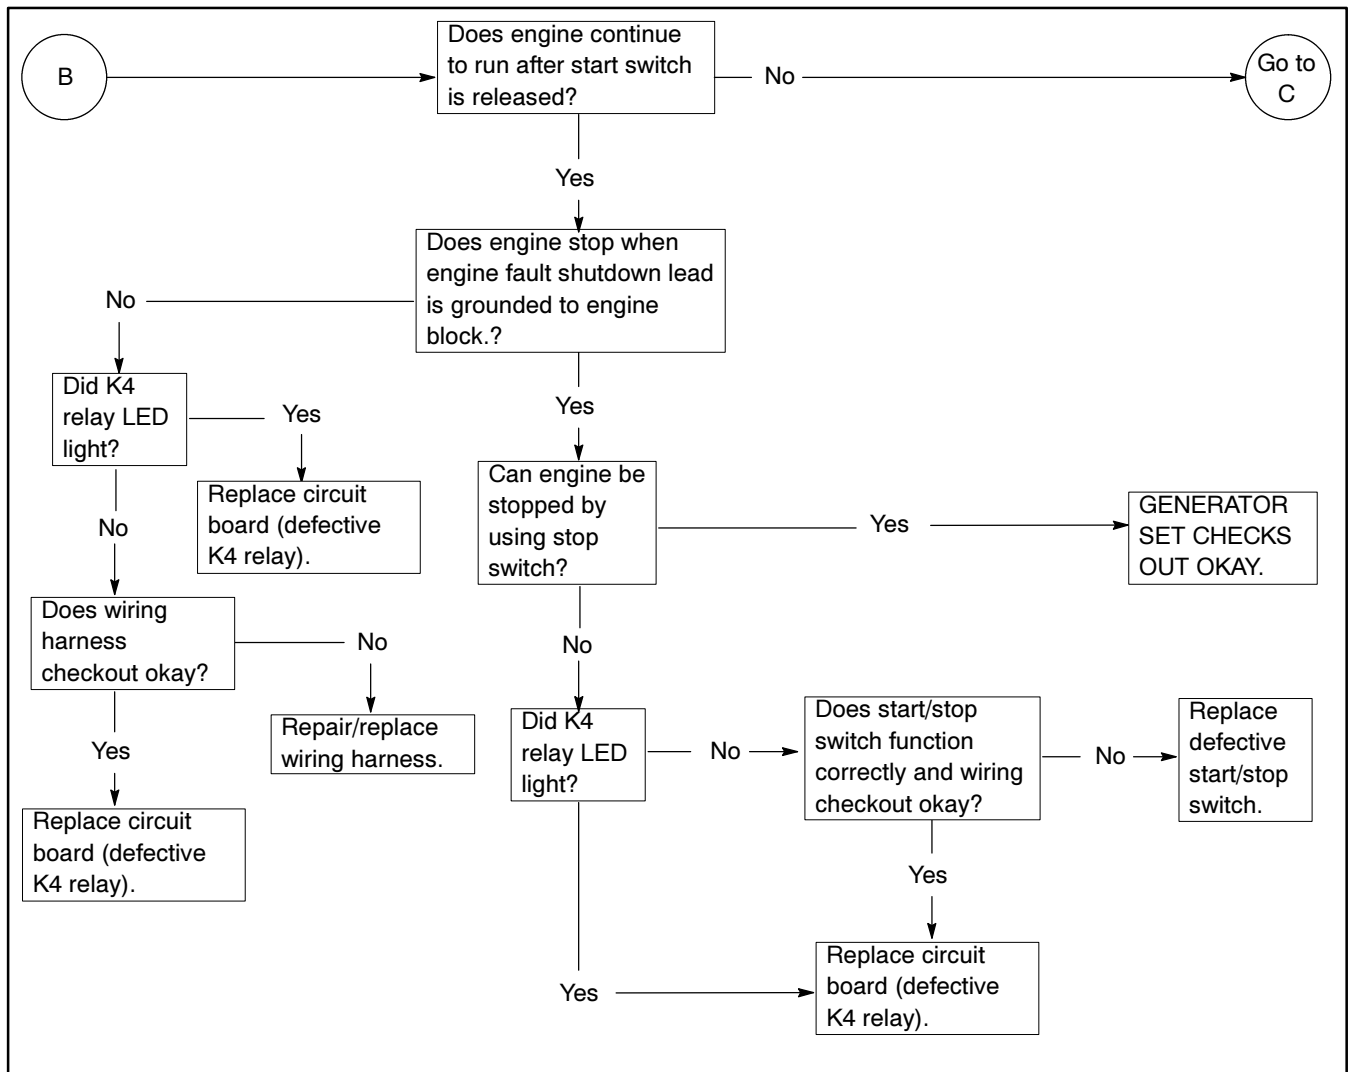 B
Does engine continue
to run after start switch
is released?
No
Go to
C
Yes
Does engine stop when
engine fault shutdown lead
is grounded to engine
block.?
No
Yes
Did K4
relay LED
light?
Yes
Replace circuit
board (defective
K4 relay).
No
Does wiring
harness
checkout okay?
No
Repair/replace
wiring harness.
Yes
Replace circuit
board (defective
K4 relay).
Can engine be
stopped by
using stop
switch?
Yes
GENERATOR
SET CHECKS
OUT OKAY.
No
Did K4
relay LED
light?
No
Does start/stop
switch function
correctly and wiring
checkout okay?
No
Replace
defective
start/stop
switch.
Yes
Yes
Replace circuit
board (defective
K4 relay).